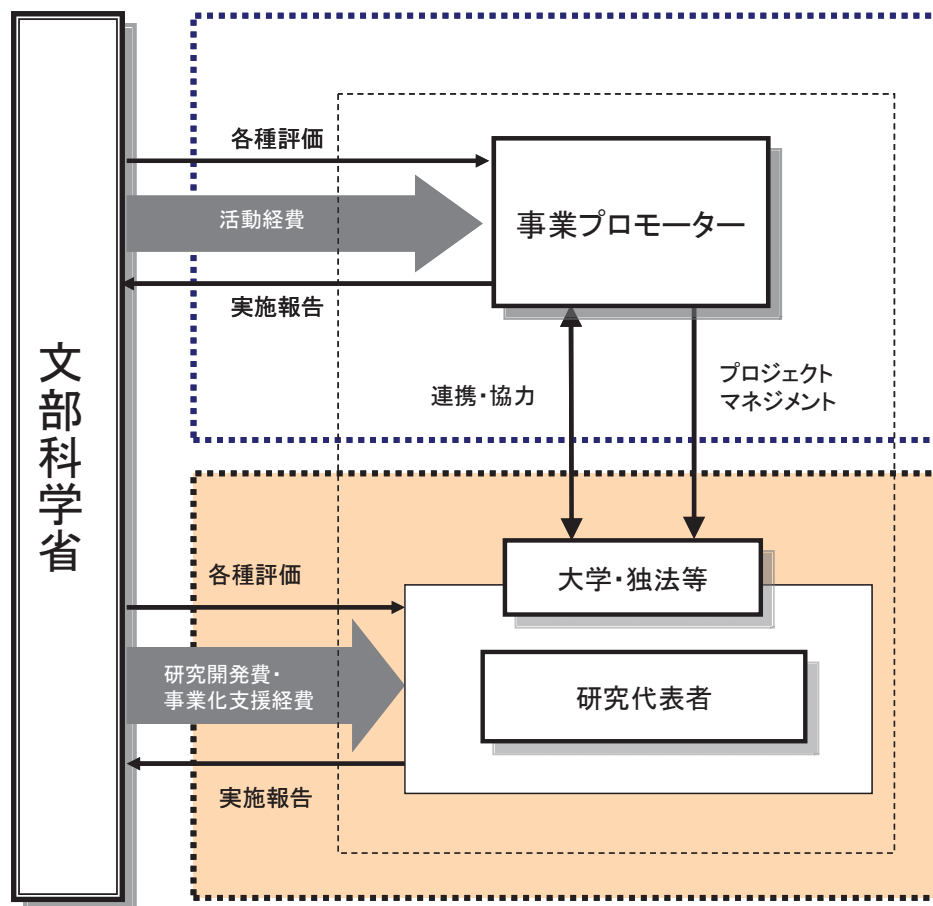 文部科学省
各種評価
活動経費
実施報告
事業プロモーター
連携・協力
プロジェクト
マネジメント
大学・独法等
各種評価
研究開発費・
事業化支援経費
研究代表者
実施報告